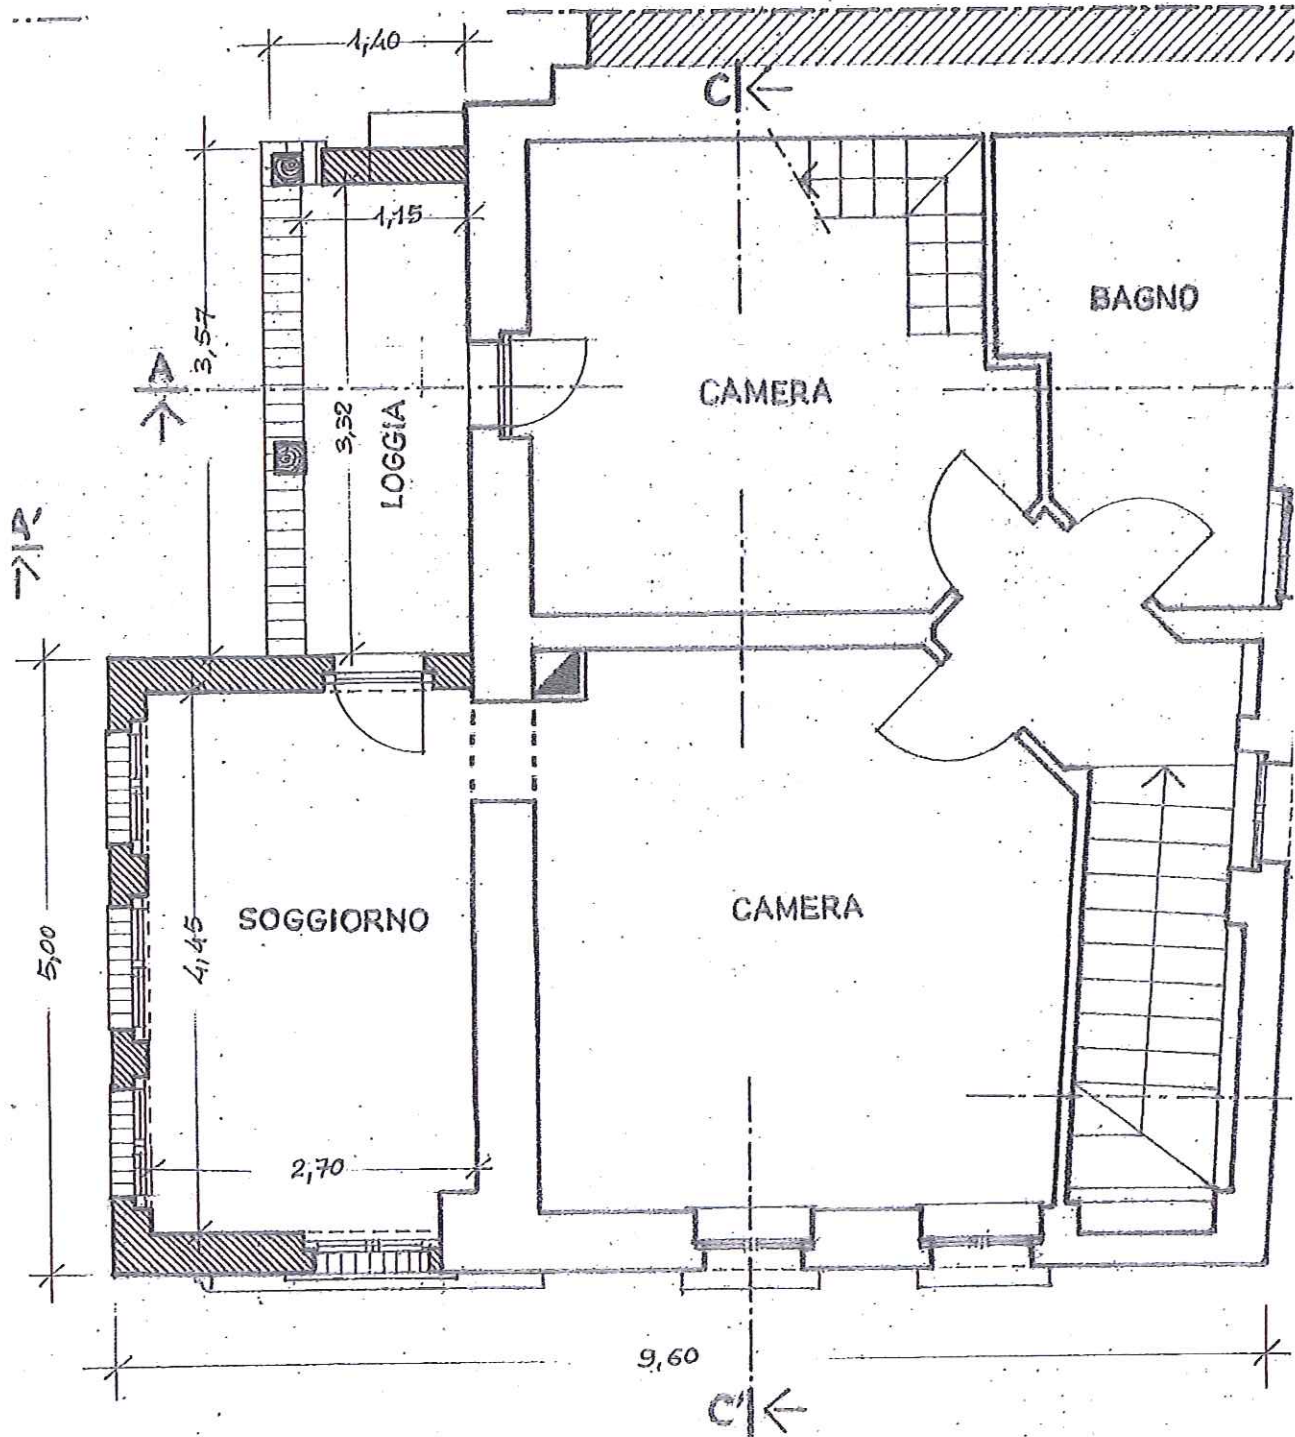 1,40
C
1,15
BAGNO
3,57
A
CAMERA
3,32
LOGGIA
A'
SOGGIORNO
CAMERA
5,00
4,45
2,70
9,60
C'